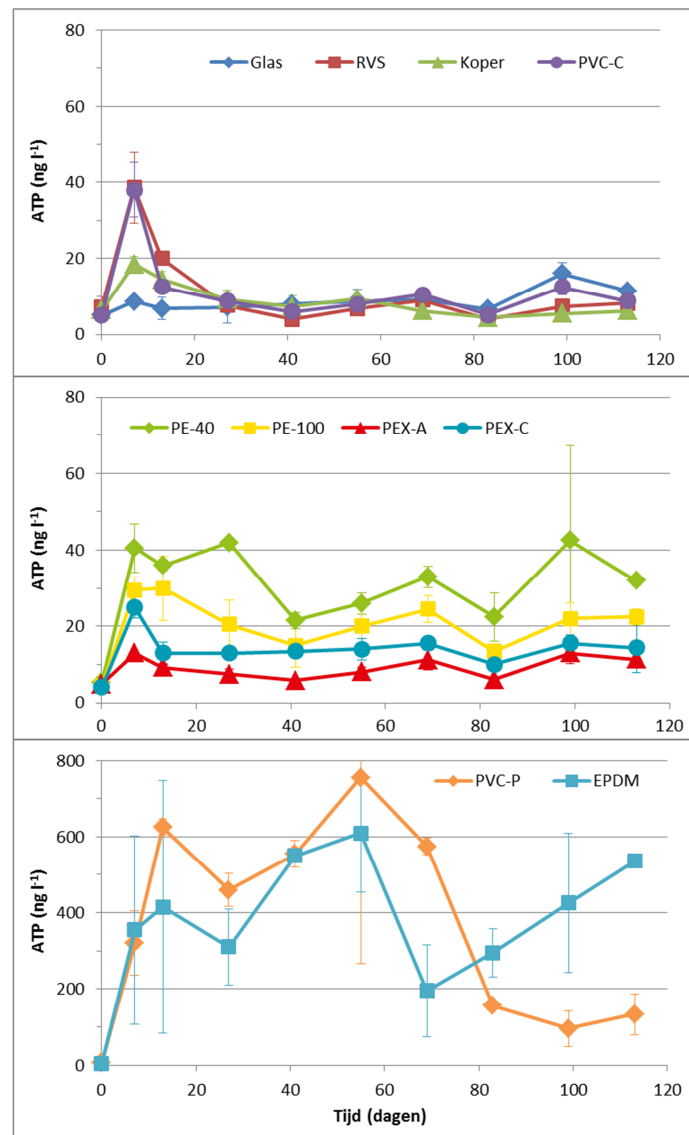 80
Glas RVS Koper PVC-C
60
40
20
0
ATP (ng l-1)
0 20 40 60 80 100 120
80
PE-40 PE-100 PEX-A PEX-C
60
40
20
0
ATP (ng l-1)
0 20 40 60 80 100 120
800
PVC-P EPDM
600
400
200
0
ATP (ng l-1)
0 20 40 60 80 100 120
Tijd (dagen)